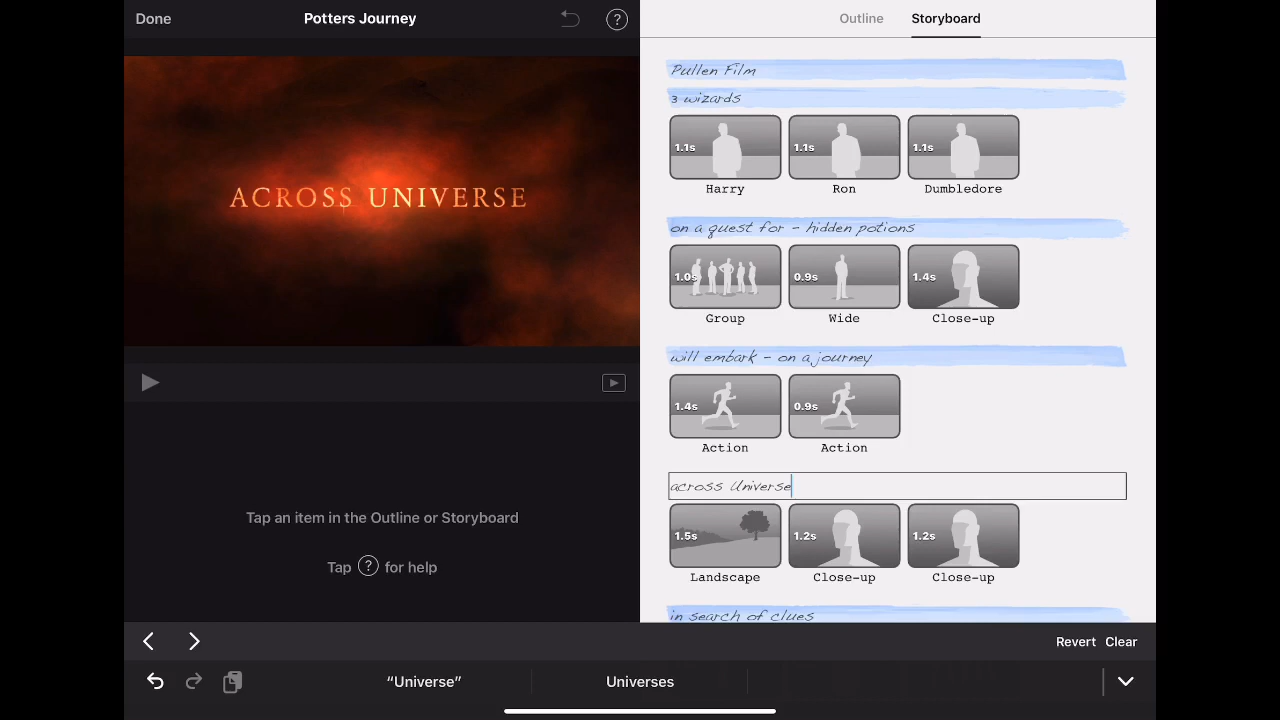 Done
Potters Journey
?
ACROSS UNIVERSE
Tap an item in the Outline or Storyboard
Tap ? for help
Outline
Storyboard
Pullen Film
3 wizards
1.1s
1.1s
1.1s
Harry
Ron
Dumbledore
on a quest for - hidden potions
1.0s
0.9s
1.4s
Group
Wide
Close-up
will embark - on a journey
1.4s
0.9s
Action
Action
across Universe
1.5s
1.2s
1.2s
Landscape
Close-up
Close-up
in search of clues
Revert
Clear
“Universe”
Universes